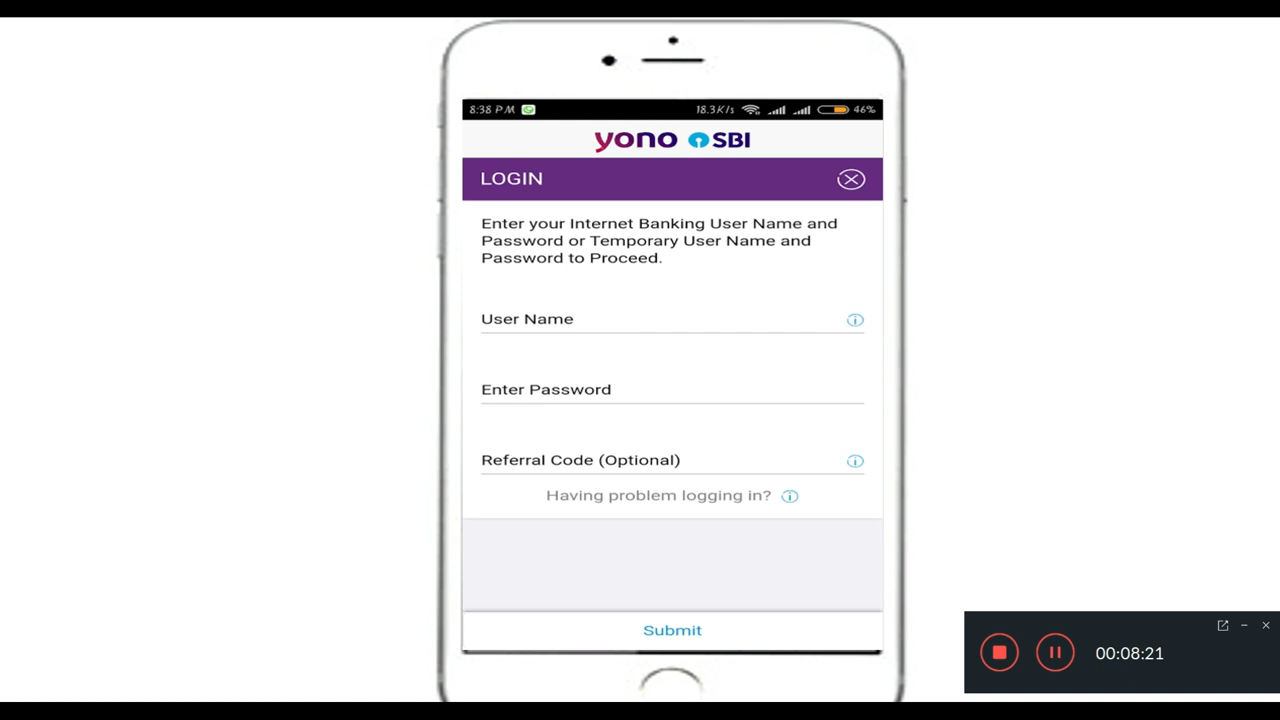 8:38 PM 18.3K/s 46%
yono SBI
LOGIN
Enter your Internet Banking User Name and
Password or Temporary User Name and
Password to Proceed.
User Name
Enter Password
Referral Code (Optional)
Having problem logging in?
Submit
00:08:21